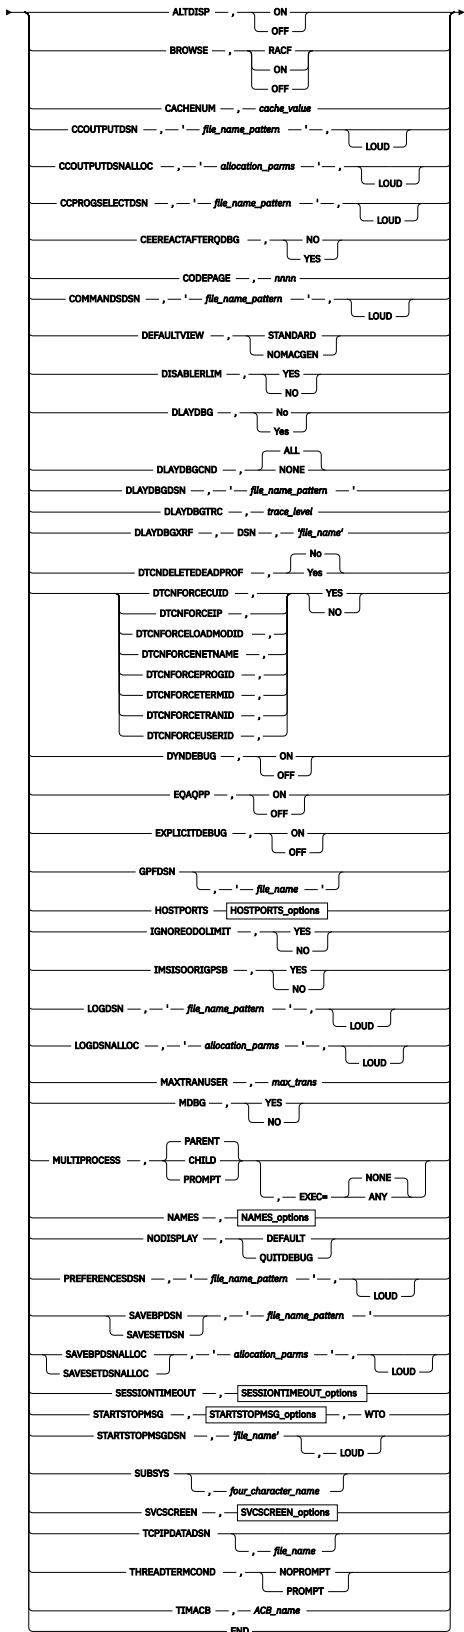 ALTDISP , ON
OFF
BROWSE , RACF
ON
OFF
CACHENUM , cache_value
CCOUTPUTDSN , ' file_name_pattern ' ,
LOUD
CCOUTPUTDSNALLOC , ' allocation_parms ' ,
LOUD
CCPROGSELECTDSN , ' file_name_pattern ' ,
LOUD
CEEREACTAFTERQDBG , NO
YES
CODEPAGE , nnnn
COMMANDSDSN , ' file_name_pattern ' ,
LOUD
DEFAULTVIEW , STANDARD
NOMACGEN
DISABLERLIM , YES
NO
DLAYDBG , No
Yes
ALL
DLAYDBGCND , NONE
DLAYDBGDSN , ' file_name_pattern '
DLAYDBGTRC , trace_level
DLAYDBGXRF , DSN , 'file_name'
No
DTCNDELETEDEADPROF , Yes
DTCNFORCECUID , YES
DTCNFORCEIP , NO
DTCNFORCELOADMODID ,
DTCNFORCENETNAME ,
DTCNFORCEPROGID ,
DTCNFORCETERMID ,
DTCNFORCETRANID ,
DTCNFORCEUSERID ,
DYNDEBUG , ON
OFF
EQAQPP , ON
OFF
EXPLICITDEBUG , ON
OFF
GPFDSN
, ' file_name '
HOSTPORTS HOSTPORTS_options
IGNOREODOLIMIT , YES
NO
IMSISOORIGPSB , YES
NO
LOGDSN , ' file_name_pattern ' ,
LOUD
LOGDSNALLOC , ' allocation_parms ' ,
LOUD
MAXTRANUSER , max_trans
MDBG , YES
NO
PARENT
MULTIPROCESS , CHILD
PROMPT
NONE
, EXEC= ANY
NAMES , NAMES_options
NODISPLAY , DEFAULT
QUITDEBUG
PREFERENCESDSN , ' file_name_pattern ' ,
LOUD
SAVEBPDSN , ' file_name_pattern '
SAVESETDSN
SAVEBPDSNALLOC , ' allocation_parms ' ,
SAVESETDSNALLOC LOUD
SESSIONTIMEOUT , SESSIONTIMEOUT_options
STARTSTOPMSG , STARTSTOPMSG_options , WTO
STARTSTOPMSGDSN , 'file_name'
, LOUD
SUBSYS
, four_character_name
SVCSCREEN , SVCSCREEN_options
TCPIPDATADSN
, file_name
THREADTERMCOND , NOPROMPT
PROMPT
TIMACB , ACB_name
END